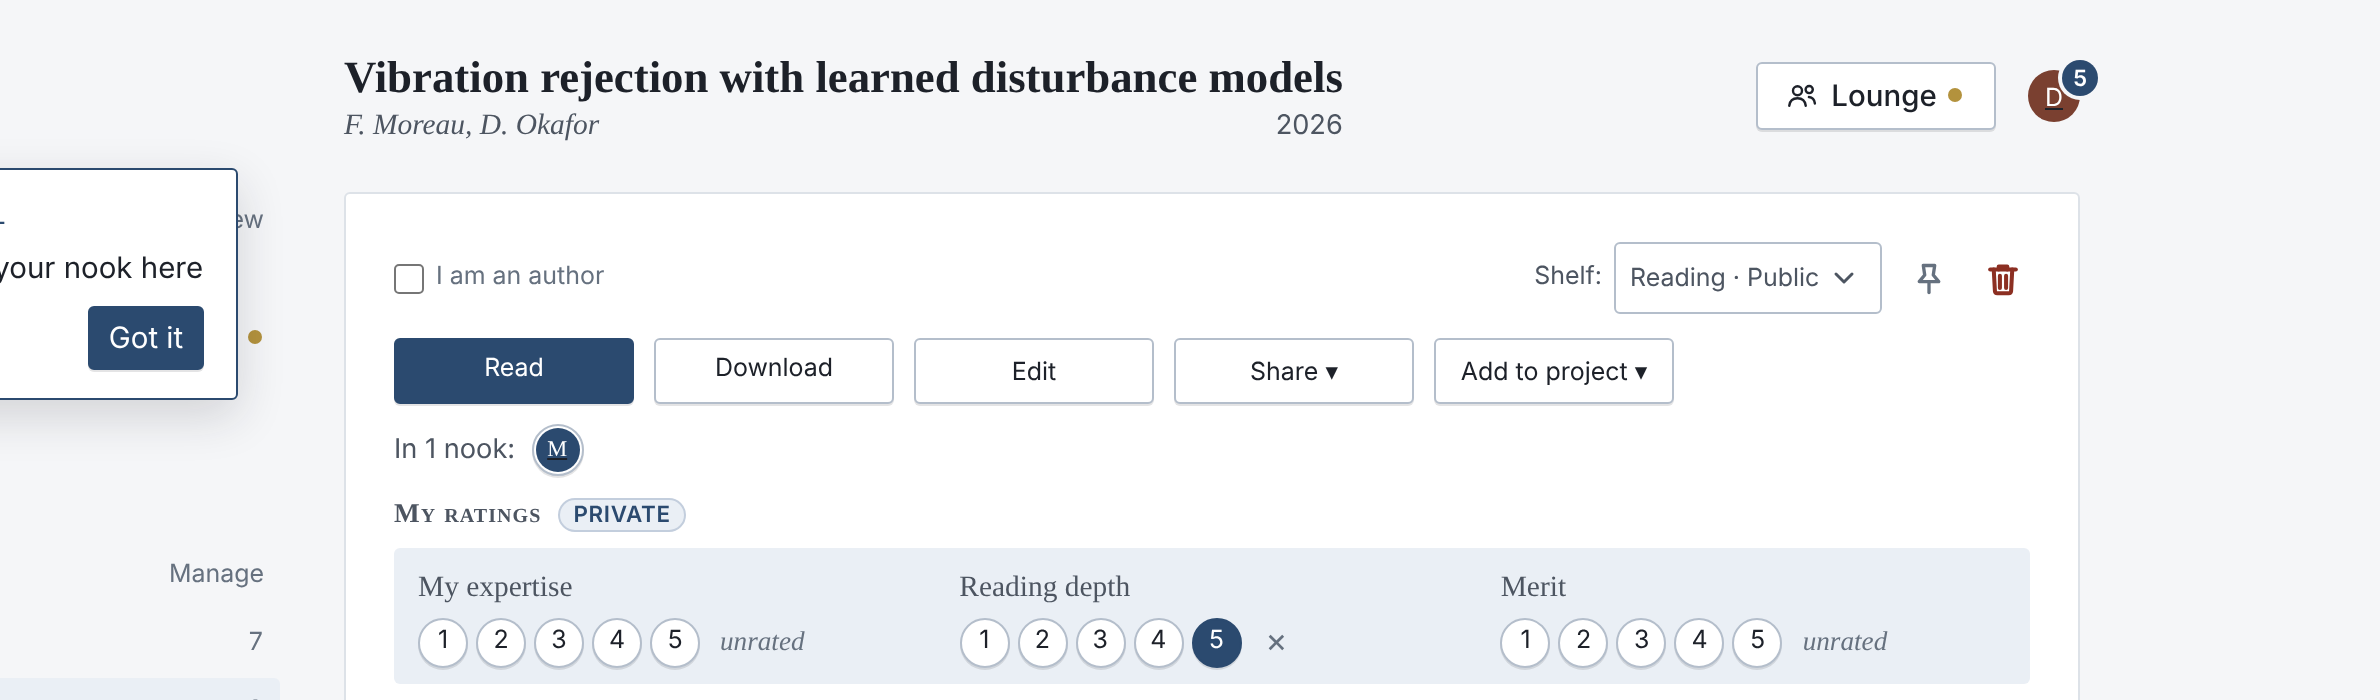 Vibration rejection with learned disturbance models
F. Moreau, D. Okafor
2026
Lounge
D
5
your nook here
Got it
I am an author
Shelf:
Reading · Public
Read
Download
Edit
Share ▾
Add to project ▾
In 1 nook:
M
MY RATINGS
PRIVATE
Manage
7
My expertise
1 2 3 4 5 unrated
Reading depth
1 2 3 4 5 ×
Merit
1 2 3 4 5 unrated